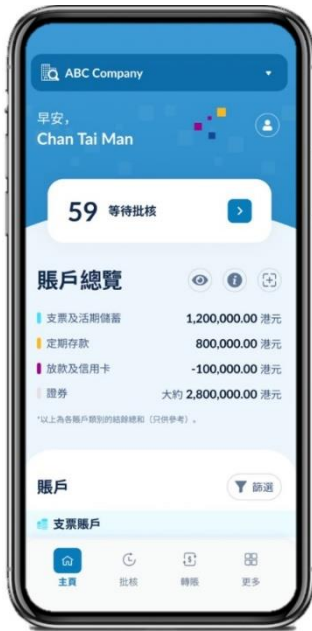 ABC Company
早安，
Chan Tai Man
59 等待批核
賬戶總覽
支票及活期儲蓄 1,200,000.00 港元
定期存款 800,000.00 港元
放款及信用卡 -100,000.00 港元
證券 大約 2,800,000.00 港元
*以上為各賬戶類別的結餘總和（只供參考）。
賬戶 篩選
支票賬戶
主頁 批核 轉賬 更多